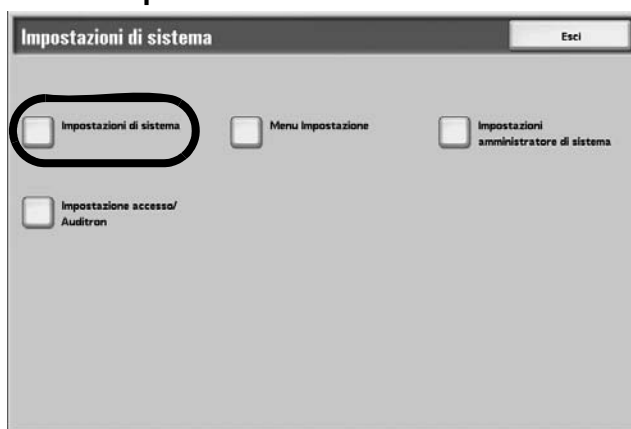 Impostazioni di sistema
Esci
Impostazioni di sistema
Menu Impostazione
Impostazioni
amministratore di sistema
Impostazione accesso/
Auditron